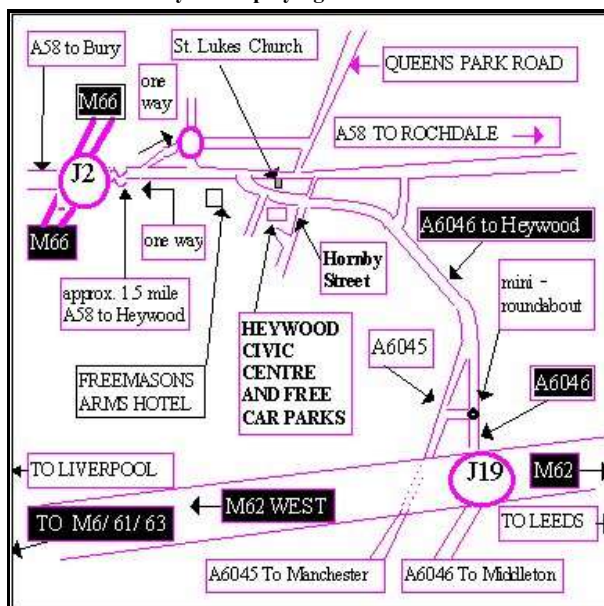 A58 to Bury
St. Lukes Church
one
way
QUEENS PARK ROAD
M66
A58 TO ROCHDALE
J2
A6046 to Heywood
M66
one way
Hornby
Street
mini -
roundabout
approx. 1.5 mile
A58 to Heywood
HEYWOOD
CIVIC
CENTRE
AND FREE
CAR PARKS
A6045
FREEMASONS
ARMS HOTEL
A6046
TO LIVERPOOL
J19
M62
M62 WEST
TO M6/ 61/ 63
TO LEEDS
A6045 To Manchester
A6046 To Middleton